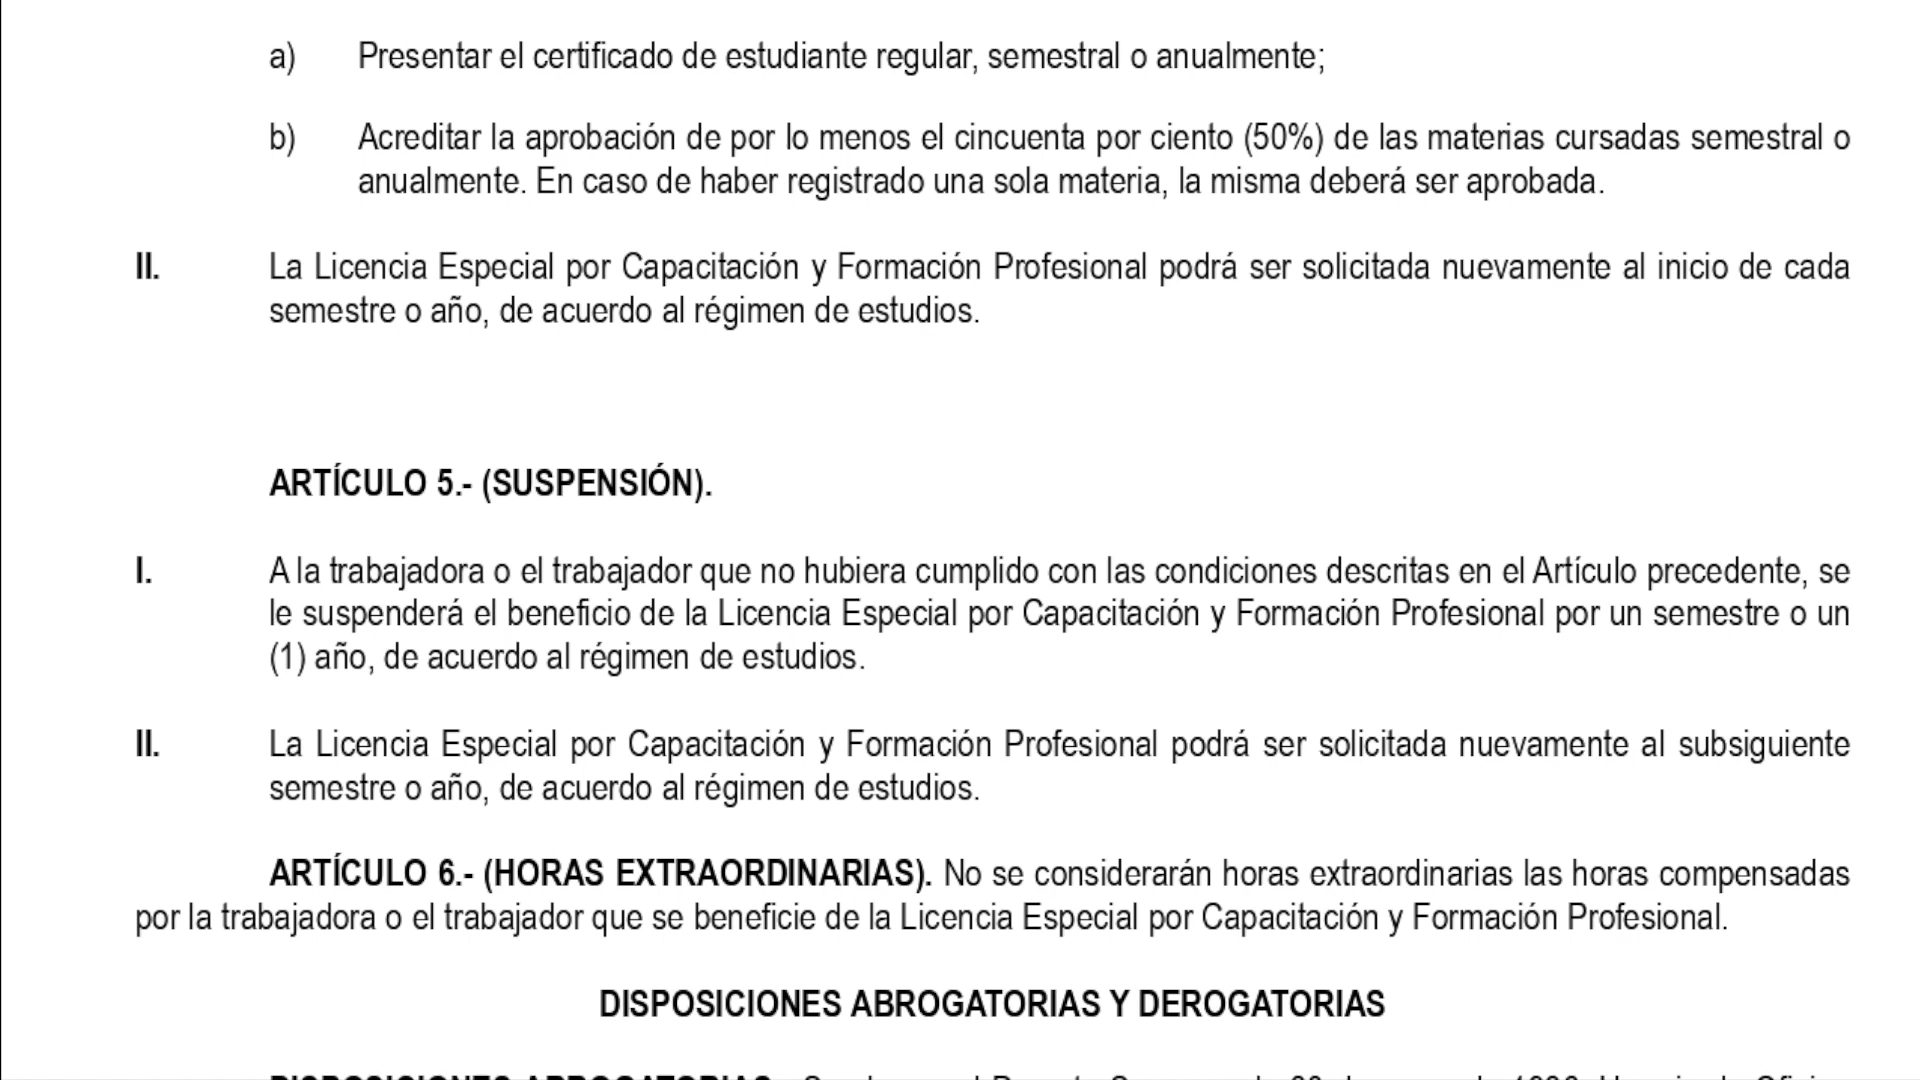 a) Presentar el certificado de estudiante regular, semestral o anualmente;
b) Acreditar la aprobación de por lo menos el cincuenta por ciento (50%) de las materias cursadas semestral o
anualmente. En caso de haber registrado una sola materia, la misma deberá ser aprobada.
II. La Licencia Especial por Capacitación y Formación Profesional podrá ser solicitada nuevamente al inicio de cada
semestre o año, de acuerdo al régimen de estudios.
ARTÍCULO 5.- (SUSPENSIÓN).
I. A la trabajadora o el trabajador que no hubiera cumplido con las condiciones descritas en el Artículo precedente, se
le suspenderá el beneficio de la Licencia Especial por Capacitación y Formación Profesional por un semestre o un
(1) año, de acuerdo al régimen de estudios.
II. La Licencia Especial por Capacitación y Formación Profesional podrá ser solicitada nuevamente al subsiguiente
semestre o año, de acuerdo al régimen de estudios.
ARTÍCULO 6.- (HORAS EXTRAORDINARIAS). No se considerarán horas extraordinarias las horas compensadas
por la trabajadora o el trabajador que se beneficie de la Licencia Especial por Capacitación y Formación Profesional.
DISPOSICIONES ABROGATORIAS Y DEROGATORIAS